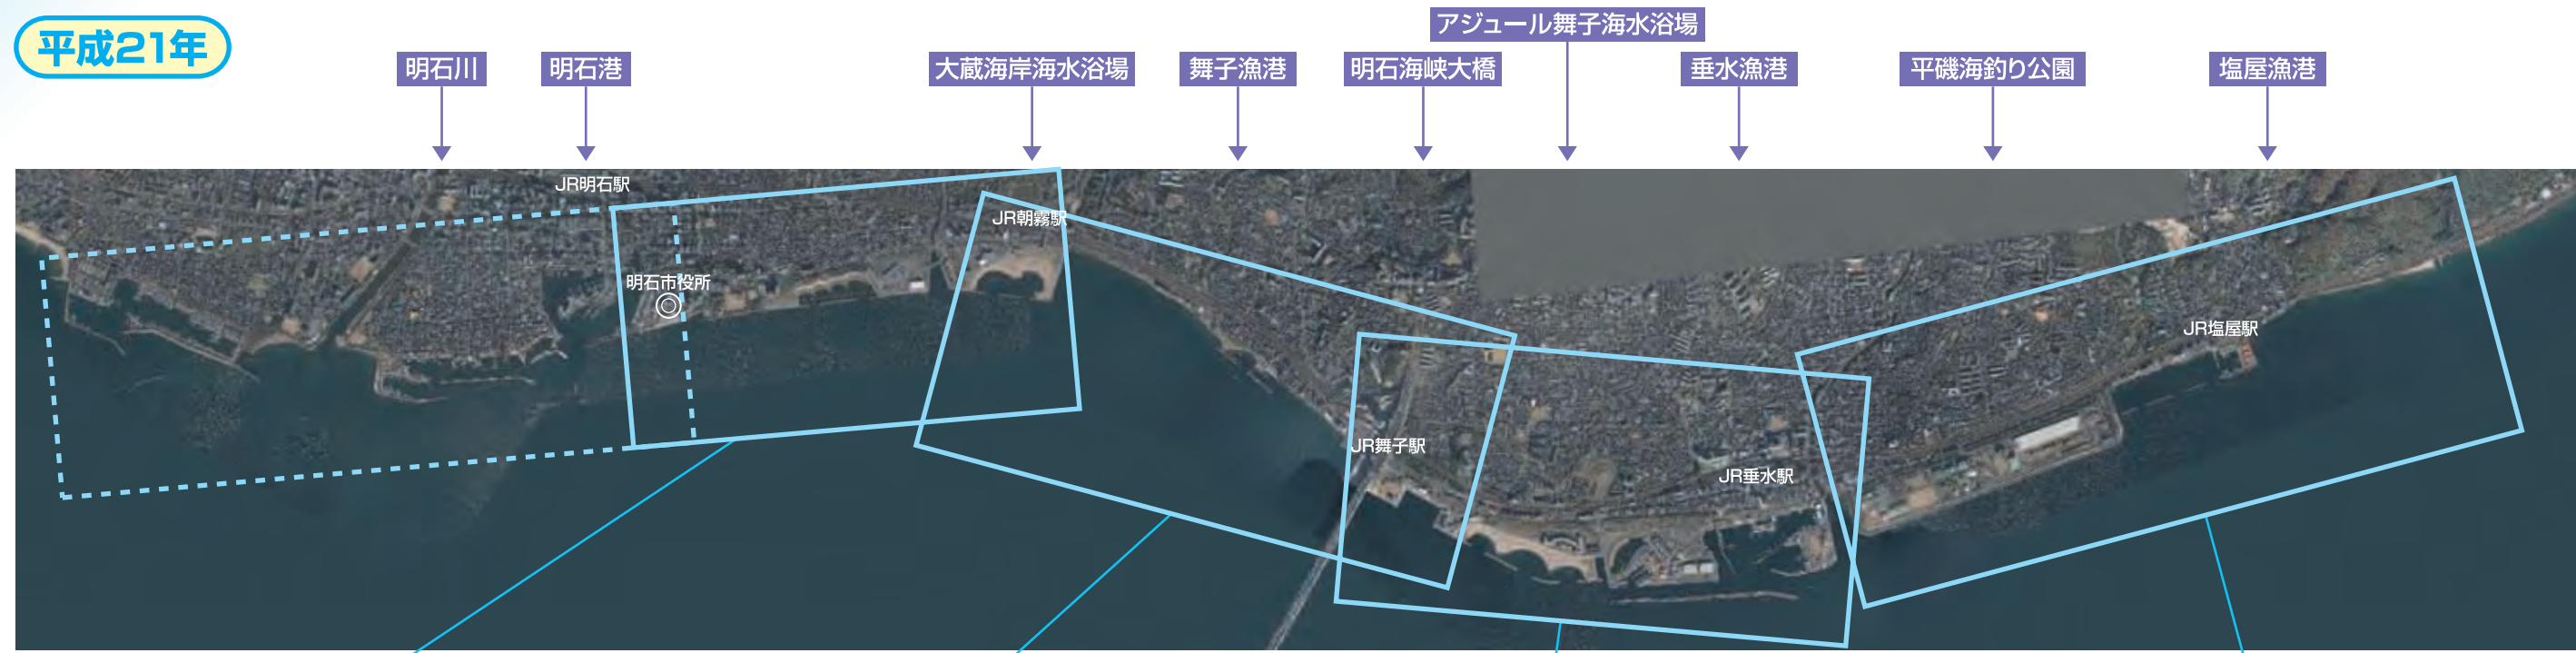 平成21年
明石川
明石港
大蔵海岸海水浴場
舞子漁港
明石海峡大橋
アジュール舞子海水浴場
垂水漁港
平磯海釣り公園
塩屋漁港
JR明石駅
JR朝霧駅
明石市役所
JR塩屋駅
JR舞子駅
JR垂水駅